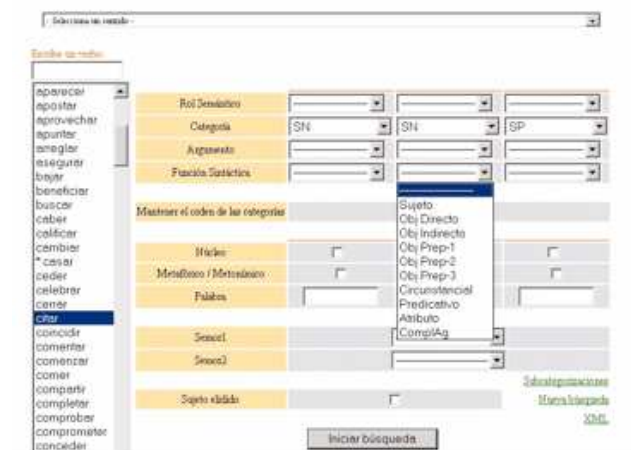 - Selecciona un sentido -
Escribe un verbo:
aparecer
apostar
aprovechar
apuntar
arreglar
asegurar
bajar
beneficiar
buscar
caber
calificar
cambiar
* casar
ceder
celebrar
cerrar
citar
coincidir
comentar
comenzar
comer
compartir
completar
comprobar
comprometer
conceder
Rol Semántico
Categoría SN SN SP
Argumento
Función Sintáctica
Sujeto
Obj Directo
Obj Indirecto
Obj Prep-1
Obj Prep-2
Obj Prep-3
Circunstancial
Predicativo
Atributo
ComplAg
Mantener el orden de las categorías
Núcleo
Metafórico / Metonímico
Palabra
Semor1
Semor2
Sujeto elidido
Subcategorizaciones
Nueva búsqueda
XML
Iniciar búsqueda